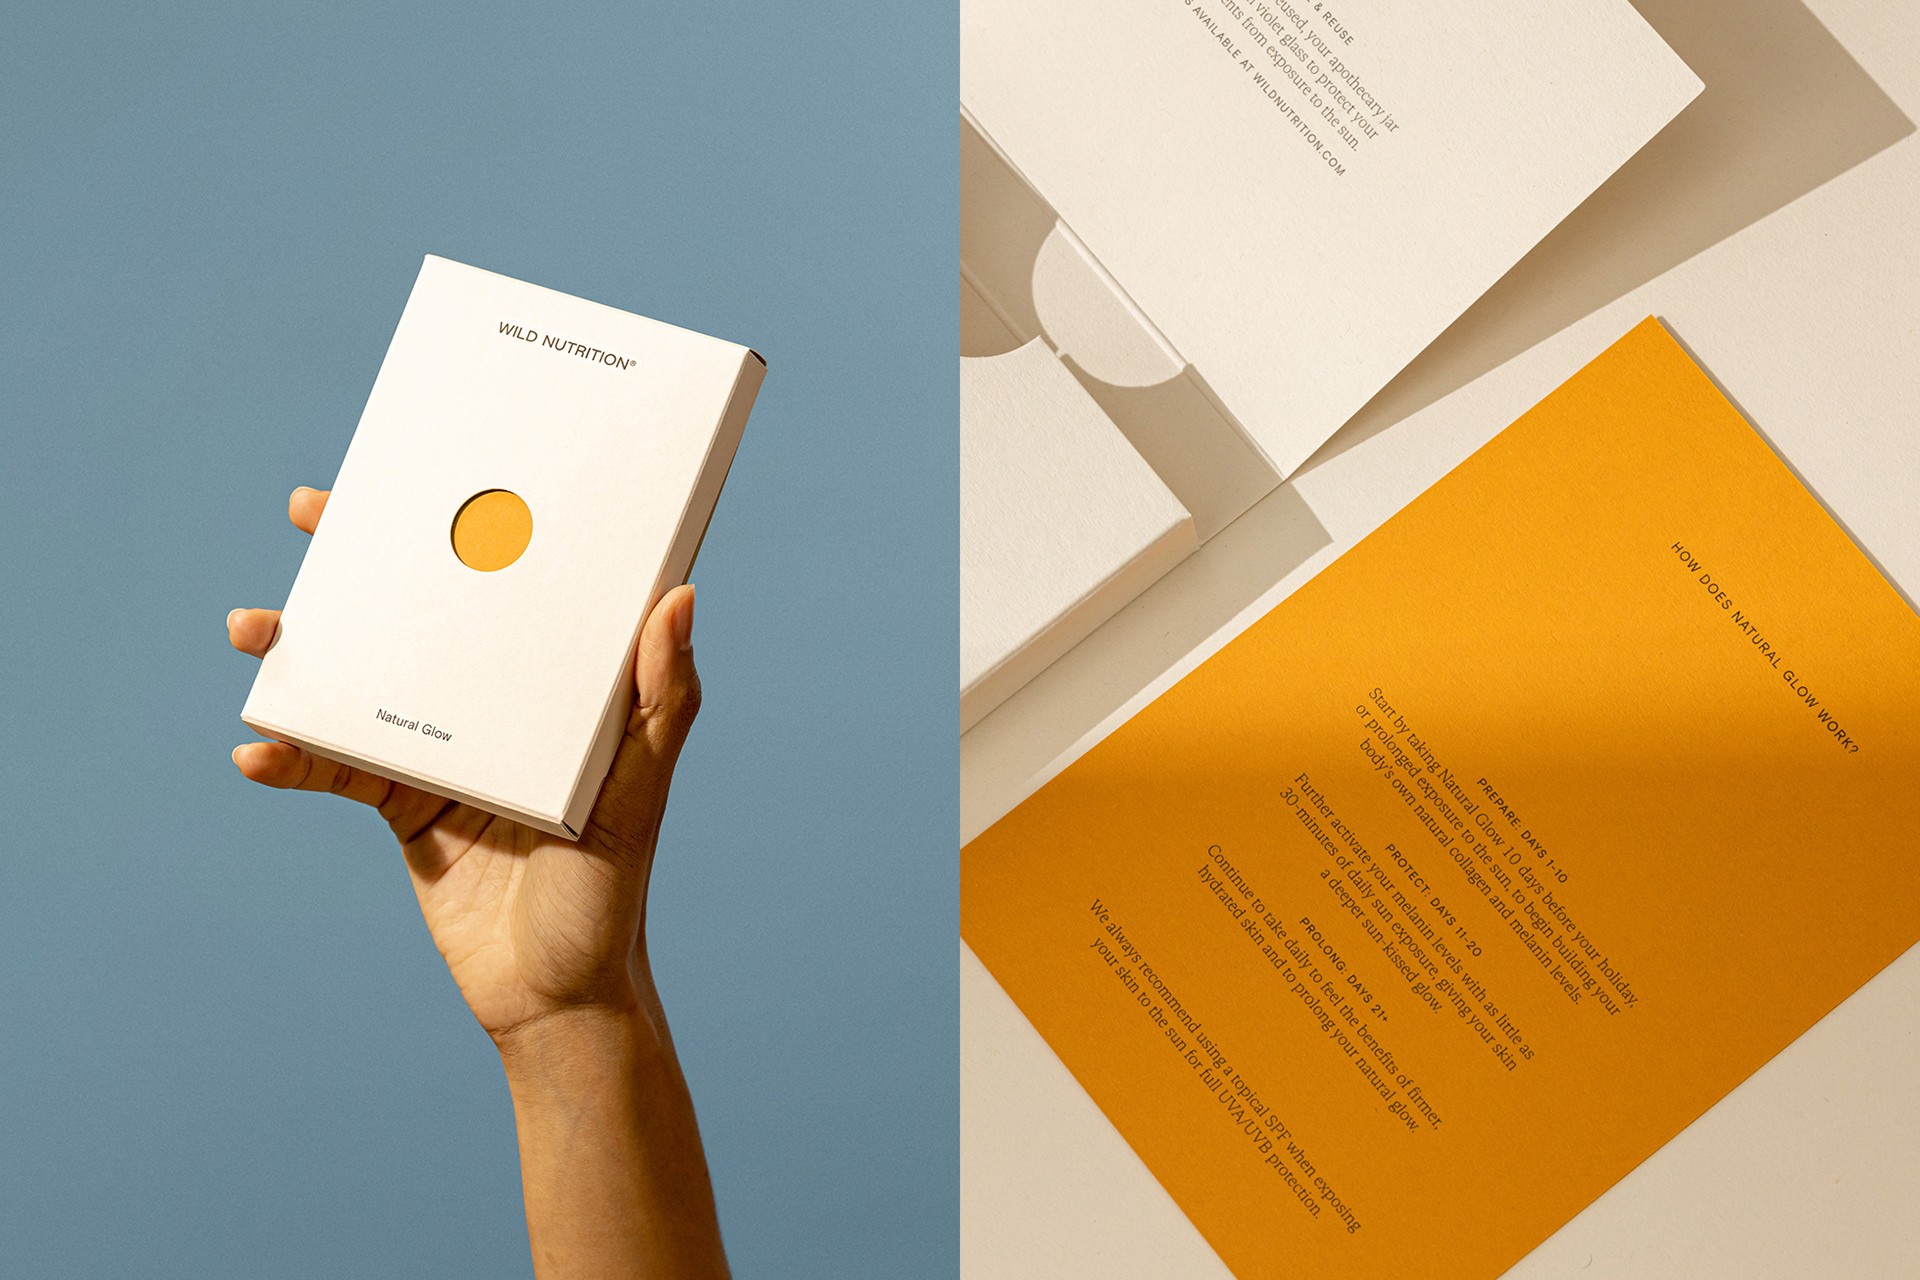 WILD NUTRITION®
Natural Glow
& REUSE
your apothecary jar
violet glass to protect your
from exposure to the sun.
AVAILABLE AT WILDNUTRITION.COM
HOW DOES NATURAL GLOW WORK?
PREPARE: DAYS 1-10
Start by taking Natural Glow 10 days before your holiday,
or prolonged exposure to the sun, to begin building your
body's own natural collagen and melanin levels.
PROTECT: DAYS 11-20
Further activate your melanin levels with as little as
30-minutes of daily sun exposure, giving your skin
a deeper sun-kissed glow.
PROLONG: DAYS 21+
Continue to take daily to feel the benefits of firmer,
hydrated skin and to prolong your natural glow.
We always recommend using a topical SPF when exposing
your skin to the sun for full UVA/UVB protection.